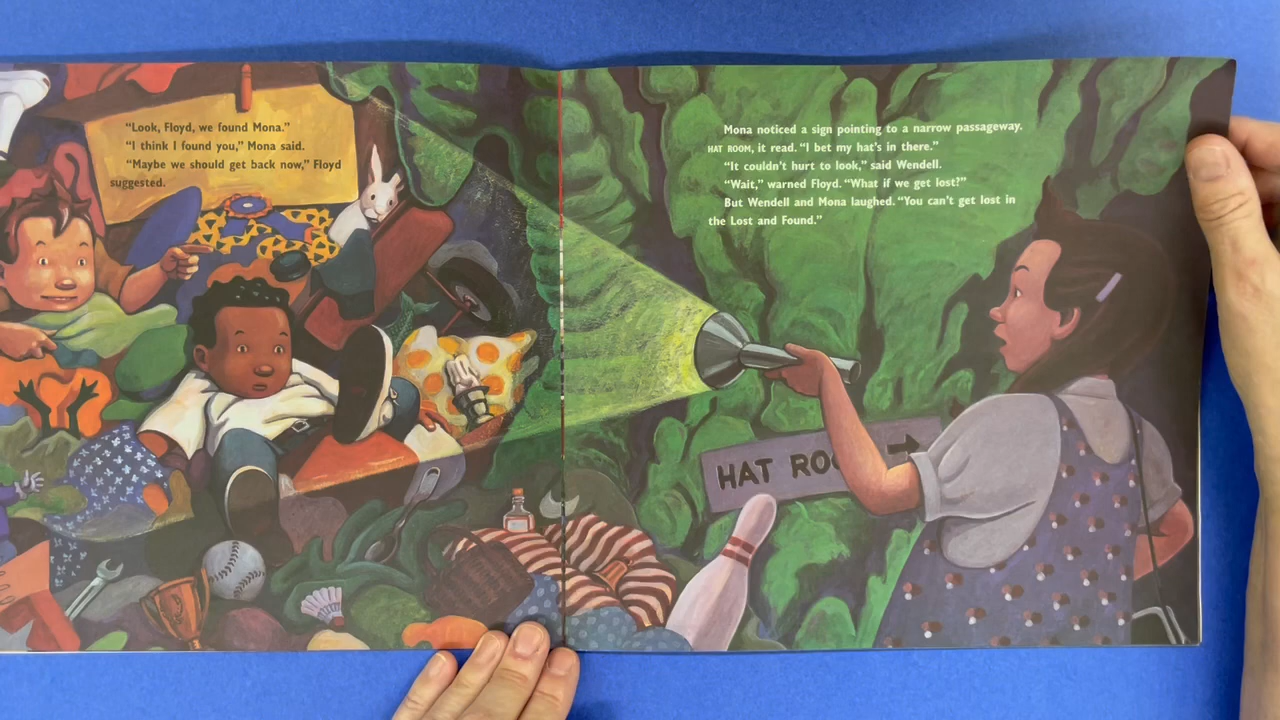 “Look, Floyd, we found Mona.”
“I think I found you,” Mona said.
“Maybe we should get back now,” Floyd
suggested.
Mona noticed a sign pointing to a narrow passageway.
HAT ROOM, it read. “I bet my hat’s in there.”
“It couldn’t hurt to look,” said Wendell.
“Wait,” warned Floyd. “What if we get lost?”
But Wendell and Mona laughed. “You can’t get lost in
the Lost and Found.”
HAT ROO